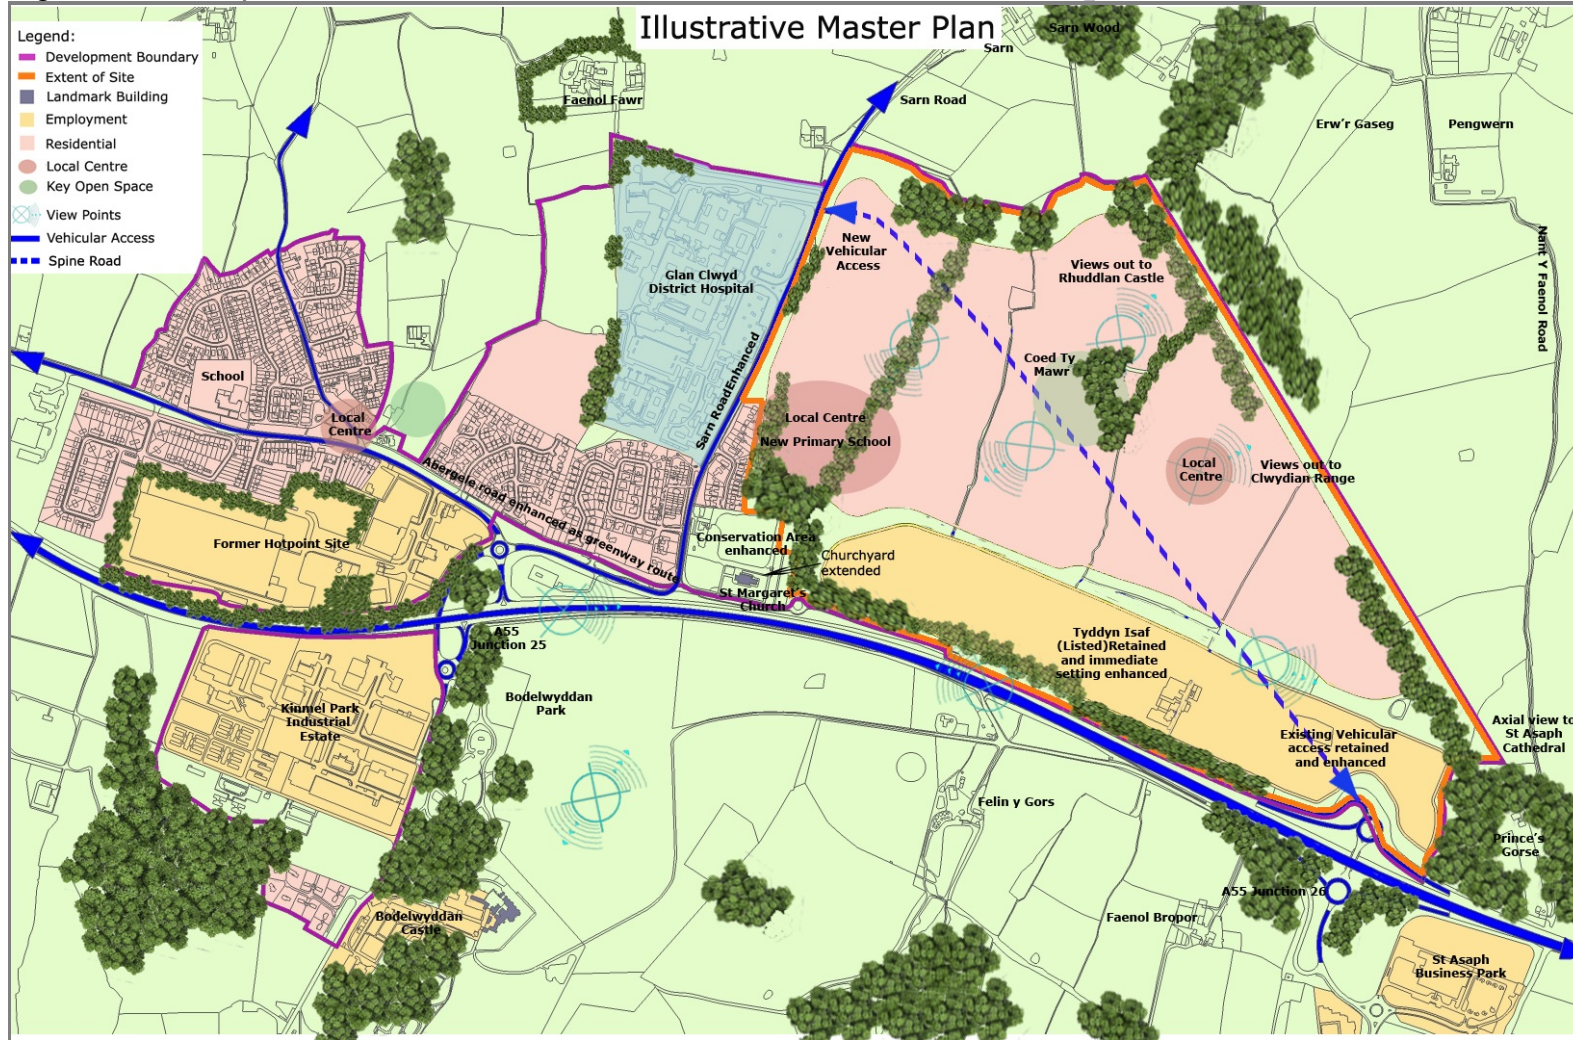 Illustrative Master Plan
Legend:
Development Boundary
Extent of Site
Landmark Building
Employment
Residential
Local Centre
Key Open Space
View Points
Vehicular Access
Spine Road
Sarn Wood
Sarn
Faenol Fawr
Sarn Road
Erw'r Gaseg
Pengwern
Nant Y Faenol Road
New
Vehicular
Access
Views out to
Rhuddlan Castle
Glan Clwyd
District Hospital
Sarn RoadEnhanced
School
Coed Ty
Mawr
Local
Centre
Local Centre
New Primary School
Local
Centre
Views out to
Clwydian Range
Abergele road enhanced as greenway route
Former Hotpoint Site
Conservation Area
enhanced
Churchyard
extended
St Margaret's
Church
A55
Junction 25
Tyddyn Isaf
(Listed)Retained
and immediate
setting enhanced
Bodelwyddan
Park
Kinmel Park
Industrial
Estate
Existing Vehicular
access retained
and enhanced
Axial view to
St Asaph
Cathedral
Felin y Gors
Prince's
Gorse
A55 Junction 26
Faenol Bropor
Bodelwyddan
Castle
St Asaph
Business Park